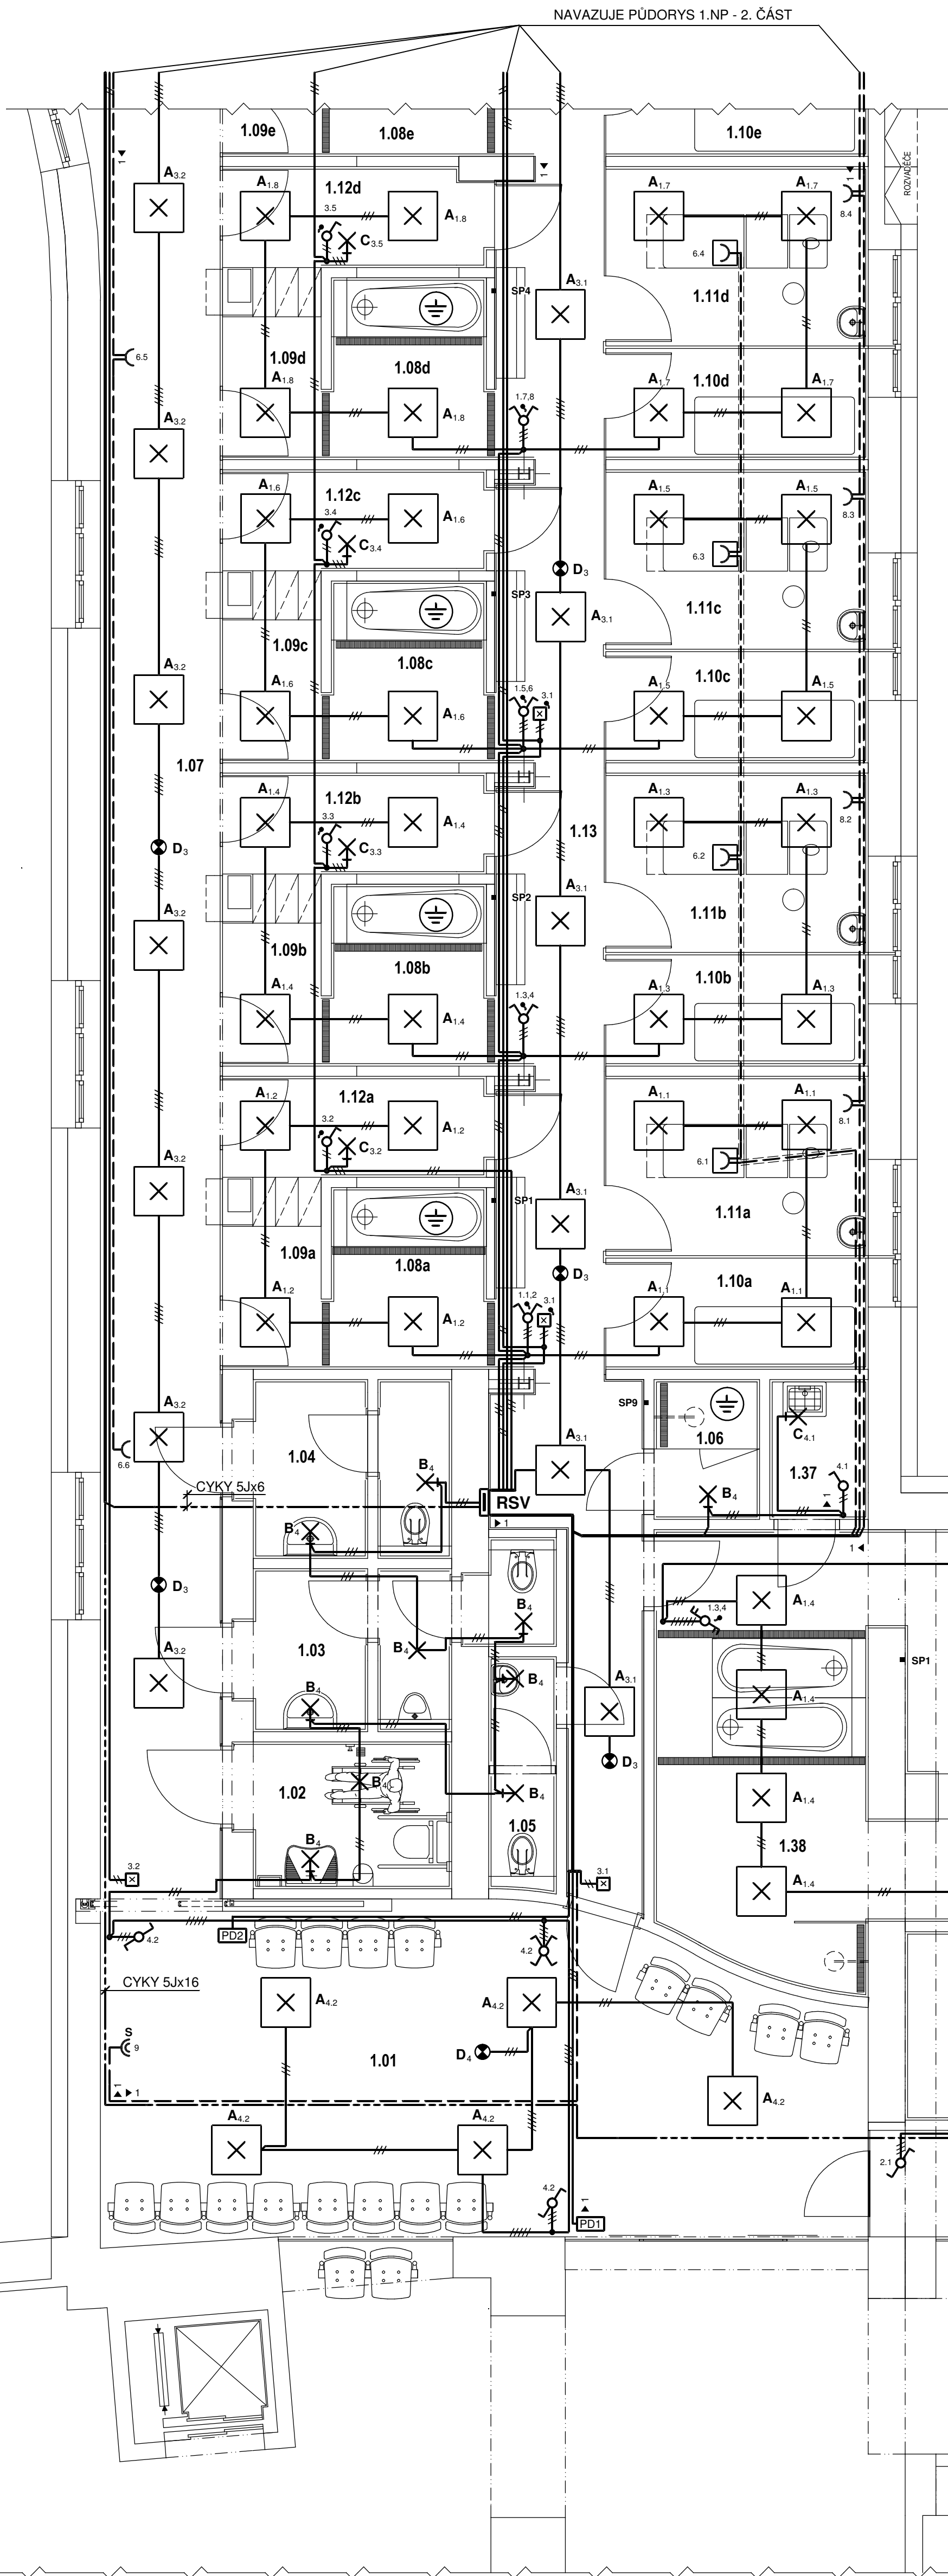 NAVAZUJE PŮDORYS 1.NP - 2. ČÁST
1.09e
1.08e
1.10e
ROZVADĚČE
1
1
1
A3.2
A1.8
1.12d
3.5
C3.5
A1.8
A1.7
A1.7
8.4
6.4
1.11d
SP4
A3.1
6.5
1.09d
1.08d
1.10d
A1.8
A1.8
1.7,8
A1.7
A1.7
A3.2
A1.6
1.12c
3.4
C3.4
A1.6
A1.5
A1.5
8.3
6.3
D3
SP3
A3.1
1.11c
1.09c
1.08c
1.10c
A3.2
A1.6
A1.6
1.5,6
3.1
A1.5
A1.5
1.07
A1.4
1.12b
3.3
C3.3
A1.4
1.13
A1.3
A1.3
8.2
6.2
D3
SP2
A3.1
1.11b
A3.2
1.09b
1.08b
1.10b
A1.4
A1.4
1.3,4
A1.3
A1.3
A1.2
1.12a
3.2
C3.2
A1.2
A1.1
A1.1
8.1
6.1
A3.2
SP1
A3.1
1.11a
1.09a
1.08a
D3
1.10a
A1.2
A1.2
1.1,2
3.1
A1.1
A1.1
A3.2
SP9
1.06
C4.1
1.04
A3.1
1.37
6.6
4.1
CYKY 5Jx6
B4
RSV
B4
1
1
B4
1
D3
A1.4
1.3,4
B4
1.03
B4
A3.2
B4
A3.1
SP1
A1.4
B4
D3
1.02
B4
B4
A1.4
B4
1.05
1.38
3.2
3.1
A1.4
4.2
PD2
4.2
CYKY 5Jx16
A4.2
A4.2
S
9
D4
1.01
1
1
A4.2
A4.2
A4.2
2.1
4.2
1
PD1